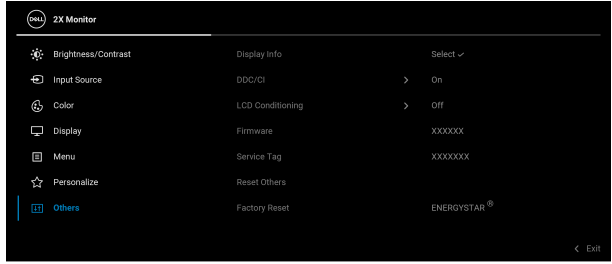 DELL 2X Monitor
Brightness/Contrast Display Info Select ✓
Input Source DDC/CI > On
Color LCD Conditioning > Off
Display Firmware XXXXXX
Menu Service Tag XXXXXXX
Personalize Reset Others
Others Factory Reset ENERGYSTAR ®
< Exit